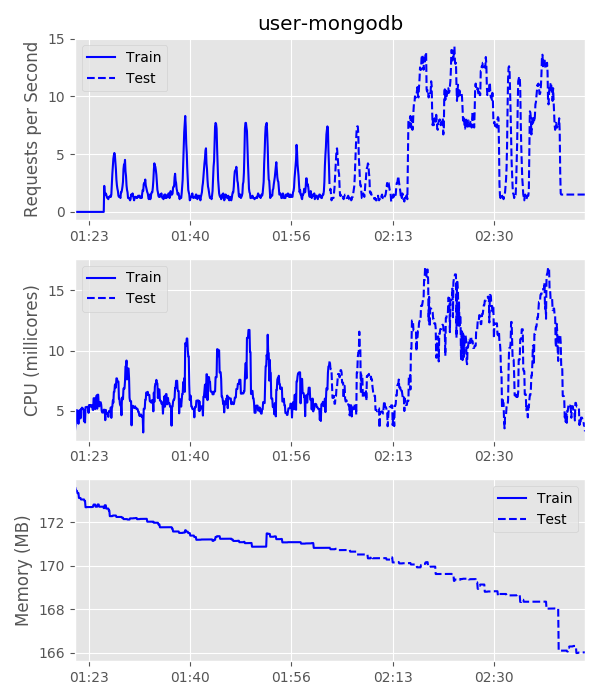 user-mongodb
Requests per Second
15
10
5
0
Train
Test
01:23 01:40 01:56 02:13 02:30
CPU (millicores)
15
10
5
Train
Test
01:23 01:40 01:56 02:13 02:30
Memory (MB)
172
170
168
166
Train
Test
01:23 01:40 01:56 02:13 02:30